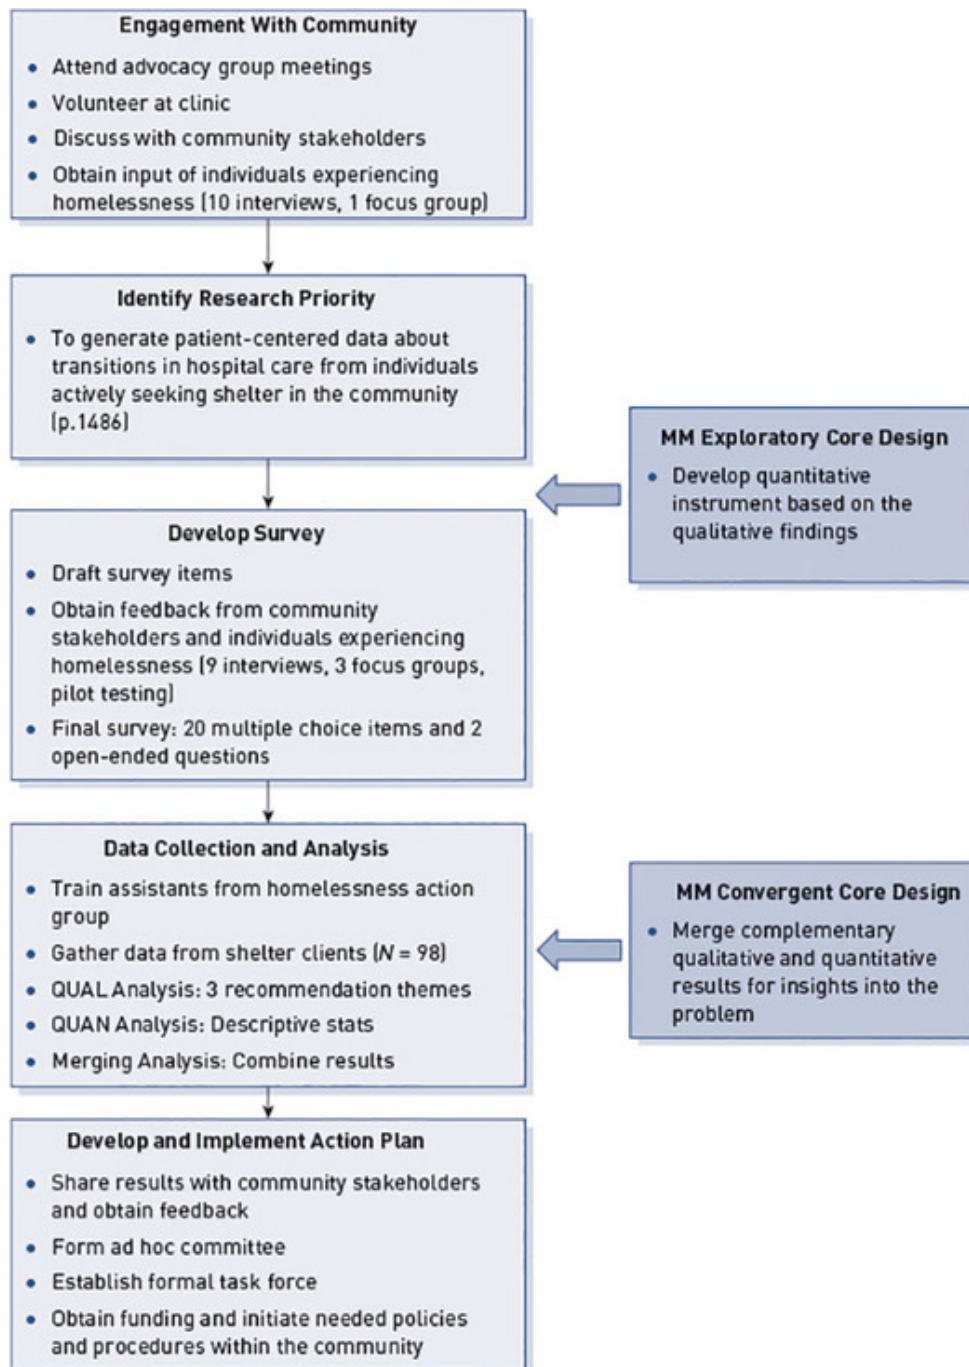 Engagement With Community
• Attend advocacy group meetings
• Volunteer at clinic
• Discuss with community stakeholders
• Obtain input of individuals experiencing
homelessness (10 interviews, 1 focus group)
Identify Research Priority
• To generate patient-centered data about
transitions in hospital care from individuals
actively seeking shelter in the community
(p.1486)
MM Exploratory Core Design
• Develop quantitative
instrument based on the
qualitative findings
Develop Survey
• Draft survey items
• Obtain feedback from community
stakeholders and individuals experiencing
homelessness (9 interviews, 3 focus groups,
pilot testing)
• Final survey: 20 multiple choice items and 2
open-ended questions
Data Collection and Analysis
• Train assistants from homelessness action
group
• Gather data from shelter clients (N = 98)
• QUAL Analysis: 3 recommendation themes
• QUAN Analysis: Descriptive stats
• Merging Analysis: Combine results
MM Convergent Core Design
• Merge complementary
qualitative and quantitative
results for insights into the
problem
Develop and Implement Action Plan
• Share results with community stakeholders
and obtain feedback
• Form ad hoc committee
• Establish formal task force
• Obtain funding and initiate needed policies
and procedures within the community